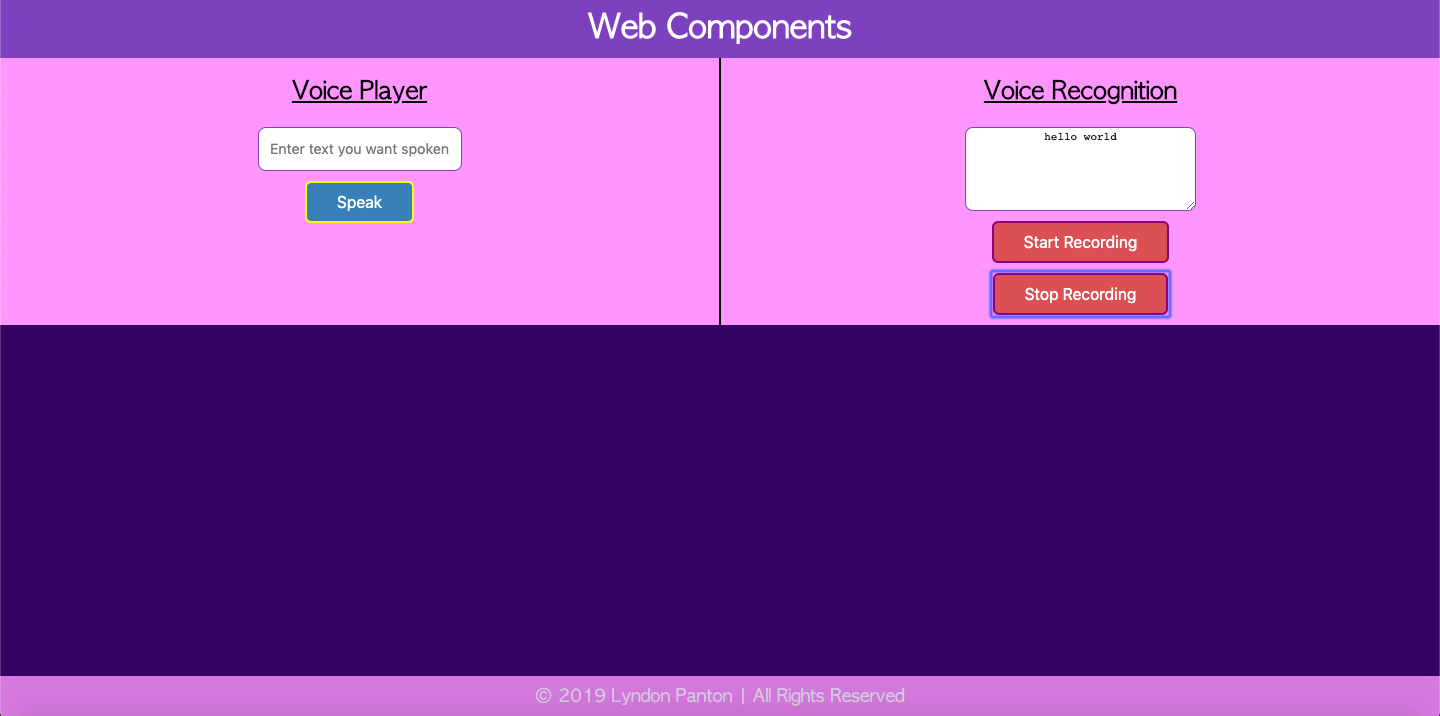 Web Components
Voice Player
Enter text you want spoken
Speak
Voice Recognition
hello world
Start Recording
Stop Recording
© 2019 Lyndon Panton | All Rights Reserved